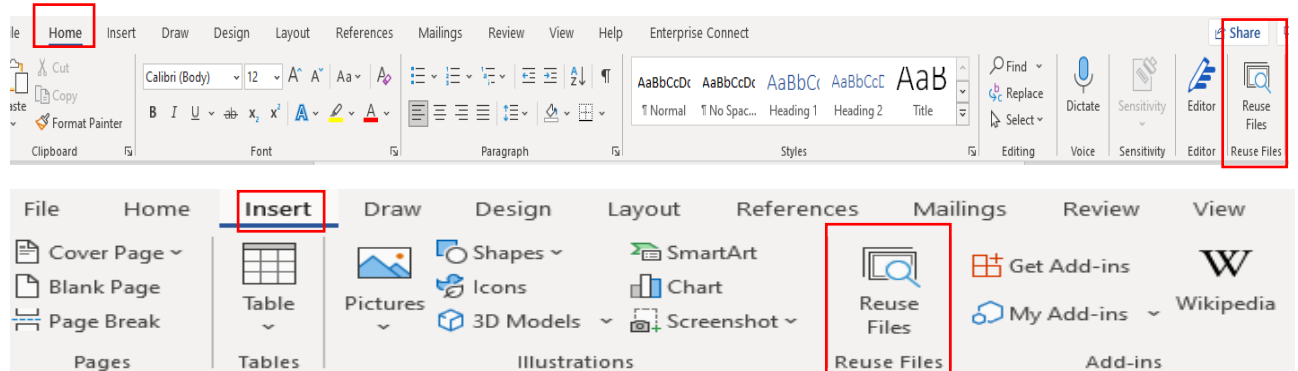 le Home Insert Draw Design Layout References Mailings Review View Help Enterprise Connect Share
Cut
Copy
aste
Format Painter
Clipboard
Calibri (Body) 12 A^ Aˇ Aa A
B I U ab x₂ x² A A
Font
Paragraph
AaBbCcDc AaBbCcDc AaBbCc AaBbCcE AaB
¶ Normal ¶ No Spac... Heading 1 Heading 2 Title
Styles
Find
Replace
Select
Editing
Dictate
Voice
Sensitivity
Sensitivity
Editor
Editor
Reuse
Files
Reuse Files
File Home Insert Draw Design Layout References Mailings Review View
Cover Page
Blank Page
Page Break
Pages
Table
Tables
Pictures
Shapes
Icons
3D Models
SmartArt
Chart
Screenshot
Illustrations
Reuse
Files
Reuse Files
Get Add-ins
My Add-ins
W
Wikipedia
Add-ins